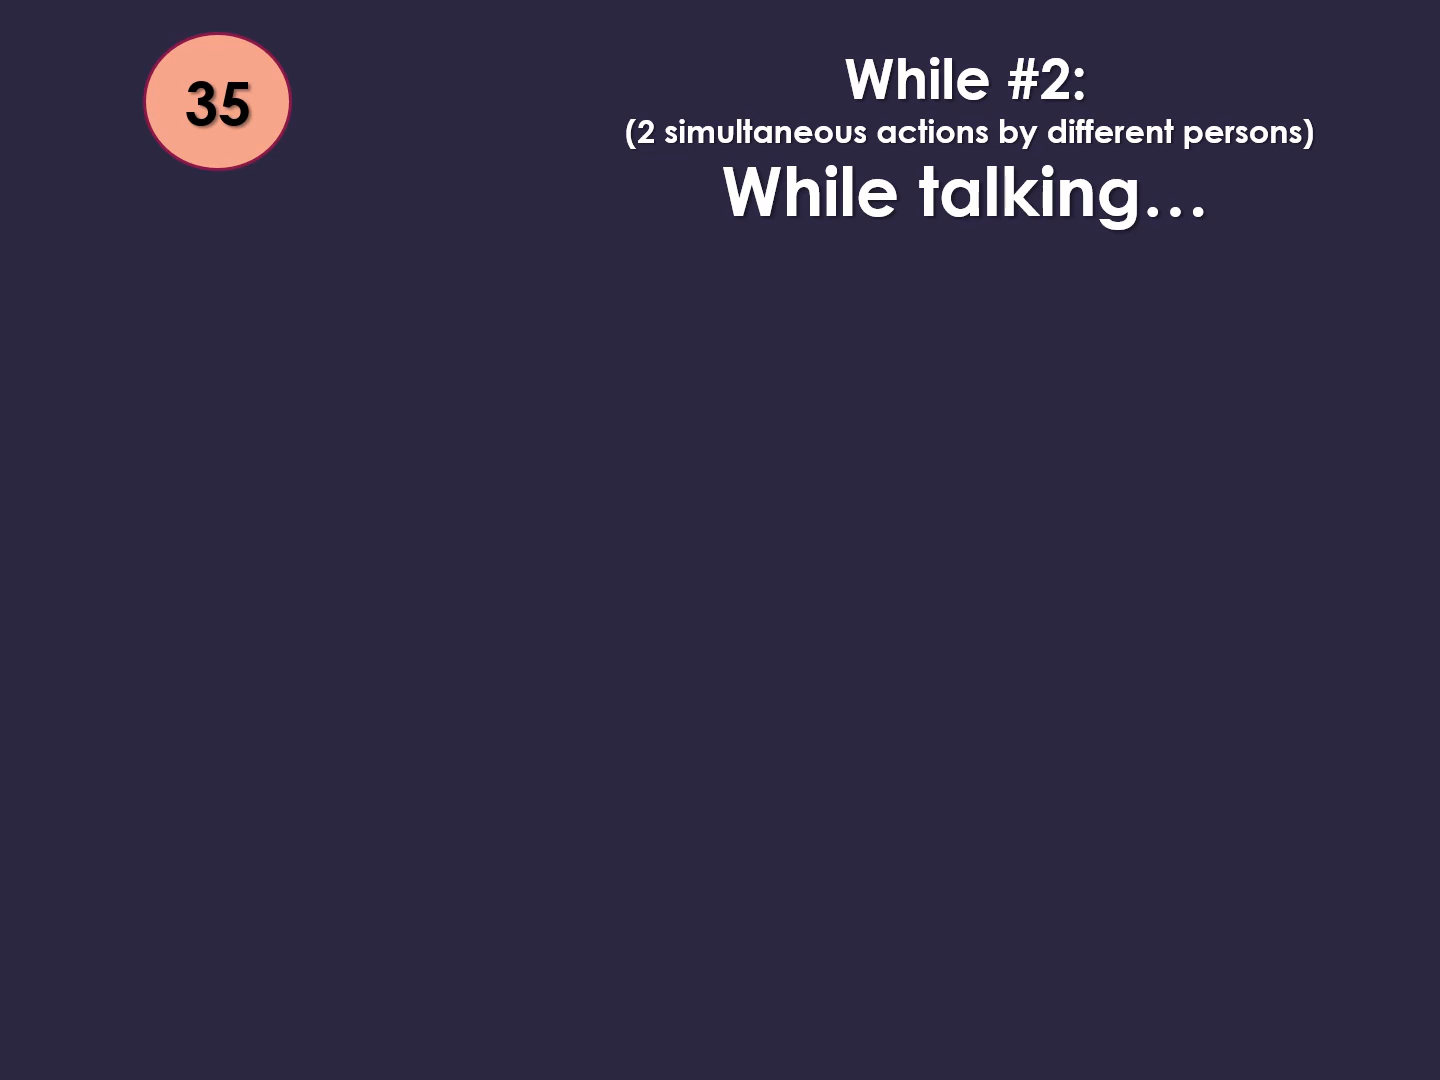 35
While #2:
(2 simultaneous actions by different persons)
While talking…